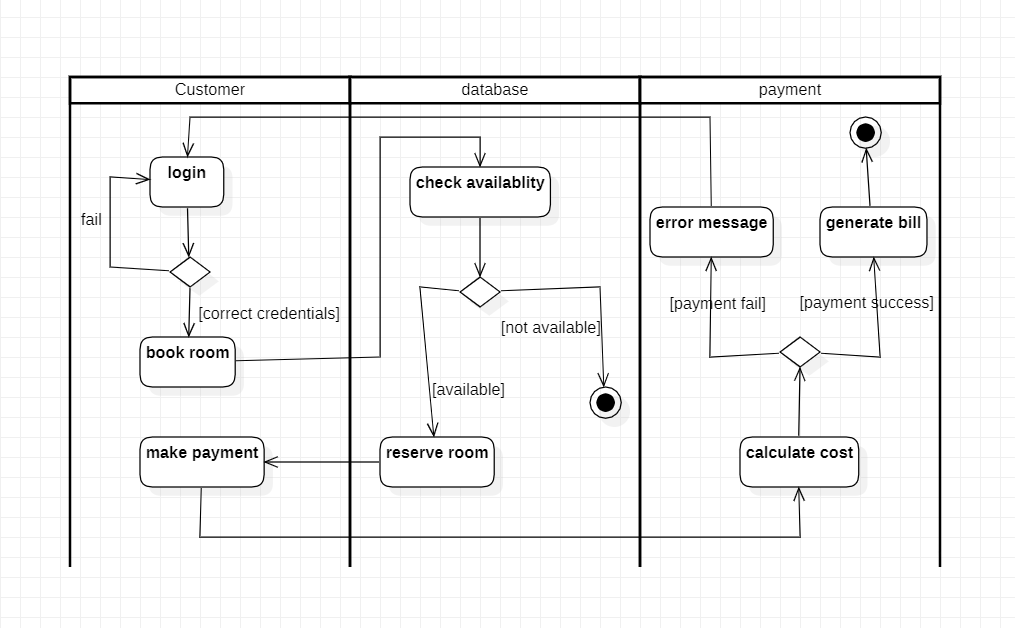 Customer
database
payment
login
fail
[correct credentials]
book room
make payment
check availablity
[not available]
[available]
reserve room
error message
generate bill
[payment fail]
[payment success]
calculate cost